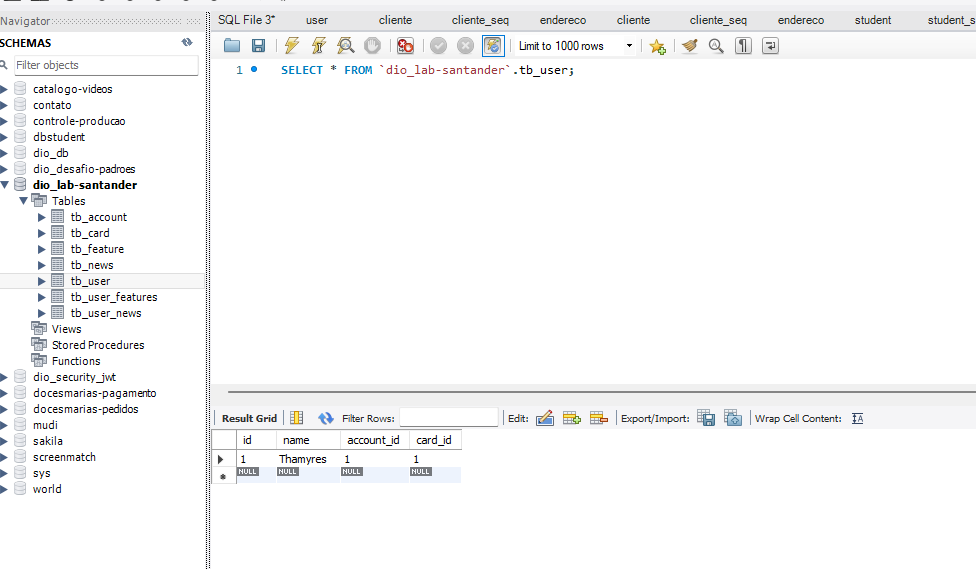 Navigator
SQL File 3*
user
cliente
cliente_seq
endereco
cliente
cliente_seq
endereco
student
student_s
SCHEMAS
Filter objects
Limit to 1000 rows
1
SELECT * FROM `dio_lab-santander`.tb_user;
catalogo-videos
contato
controle-producao
dbstudent
dio_db
dio_desafio-padroes
dio_lab-santander
Tables
tb_account
tb_card
tb_feature
tb_news
tb_user
tb_user_features
tb_user_news
Views
Stored Procedures
Functions
dio_security_jwt
docesmarias-pagamento
docesmarias-pedidos
mudi
sakila
screenmatch
sys
world
Result Grid
Filter Rows:
Edit:
Export/Import:
Wrap Cell Content:
id name account_id card_id
1 Thamyres 1 1
NULL NULL NULL NULL